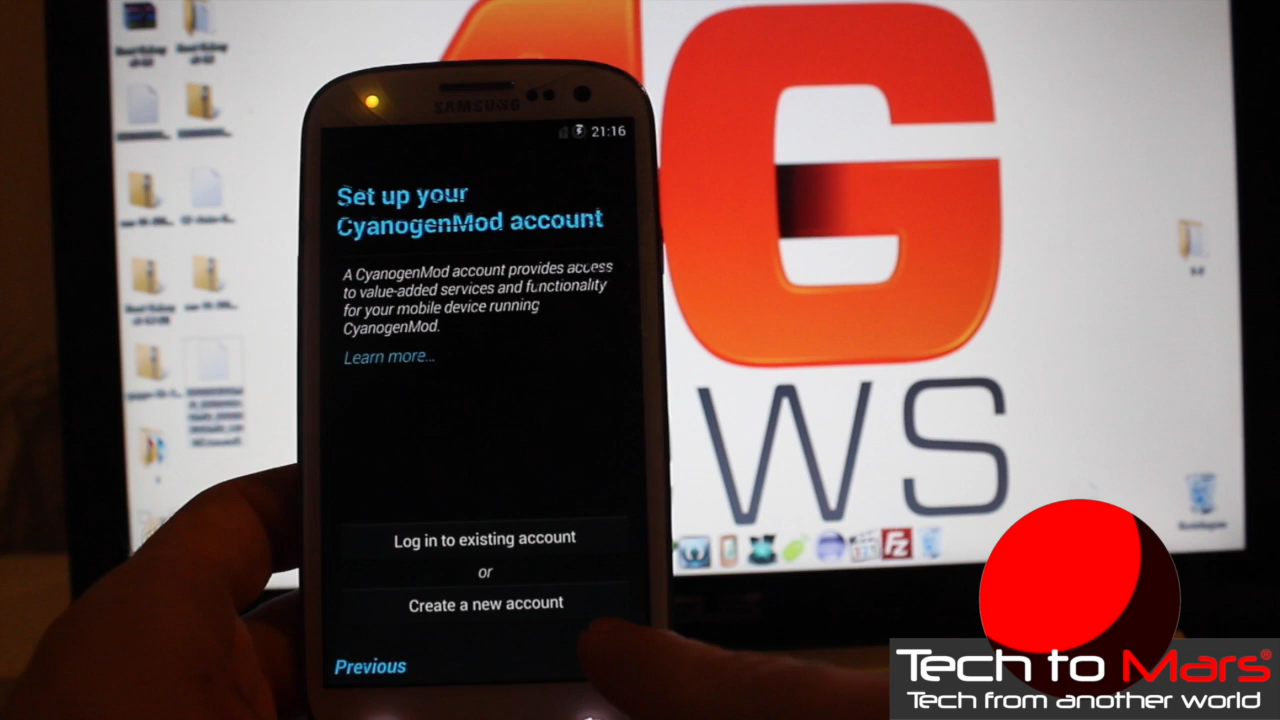 SAMSUNG
21:16
Set up your
CyanogenMod account
A CyanogenMod account provides access
to value-added services and functionality
for your mobile device running
CyanogenMod.
Learn more...
Log in to existing account
or
Create a new account
Previous
G
WS
FZ
Tech to Mars®
Tech from another world